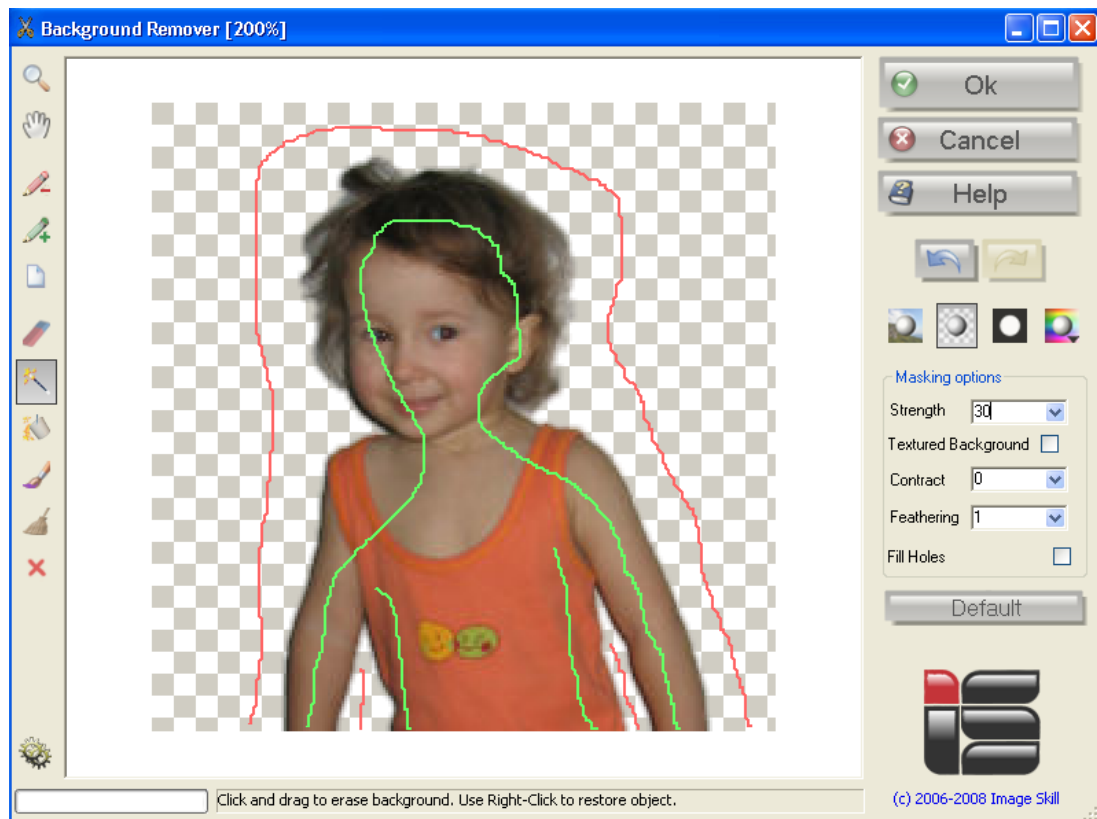 Background Remover [200%]
Ok
Cancel
Help
Masking options
Strength 30
Textured Background
Contract 0
Feathering 1
Fill Holes
Default
Click and drag to erase background. Use Right-Click to restore object.
(c) 2006-2008 Image Skill